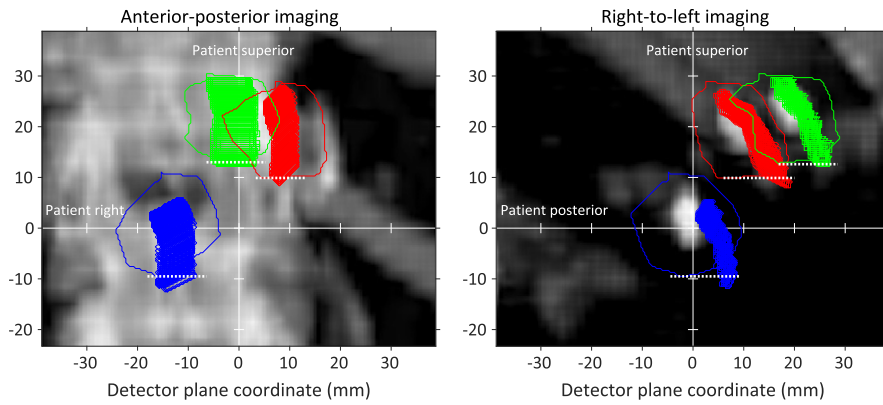 Anterior-posterior imaging
Patient superior
30
20
10
0
-10
-20
Patient right
-30 -20 -10 0 10 20 30
Detector plane coordinate (mm)
Right-to-left imaging
Patient superior
30
20
10
0
-10
-20
Patient posterior
-30 -20 -10 0 10 20 30
Detector plane coordinate (mm)